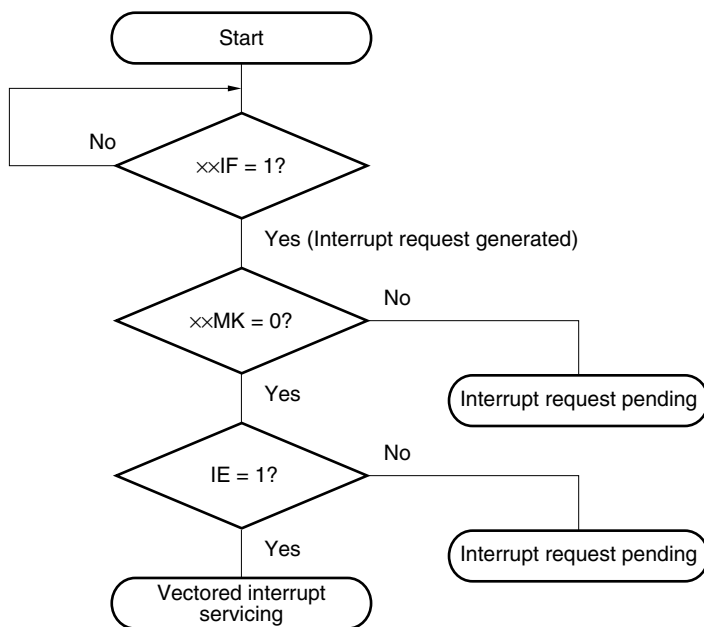 Start
No
××IF = 1?
Yes (Interrupt request generated)
××MK = 0?
No
Yes
Interrupt request pending
IE = 1?
No
Yes
Interrupt request pending
Vectored interrupt
servicing